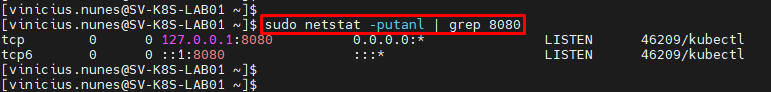 [vinicius.nunes@SV-K8S-LAB01 ~]$
[vinicius.nunes@SV-K8S-LAB01 ~]$ sudo netstat -putanl | grep 8080
tcp 0 0 127.0.0.1:8080 0.0.0.0:* LISTEN 46209/kubectl
tcp6 0 0 ::1:8080 :::* LISTEN 46209/kubectl
[vinicius.nunes@SV-K8S-LAB01 ~]$
[vinicius.nunes@SV-K8S-LAB01 ~]$